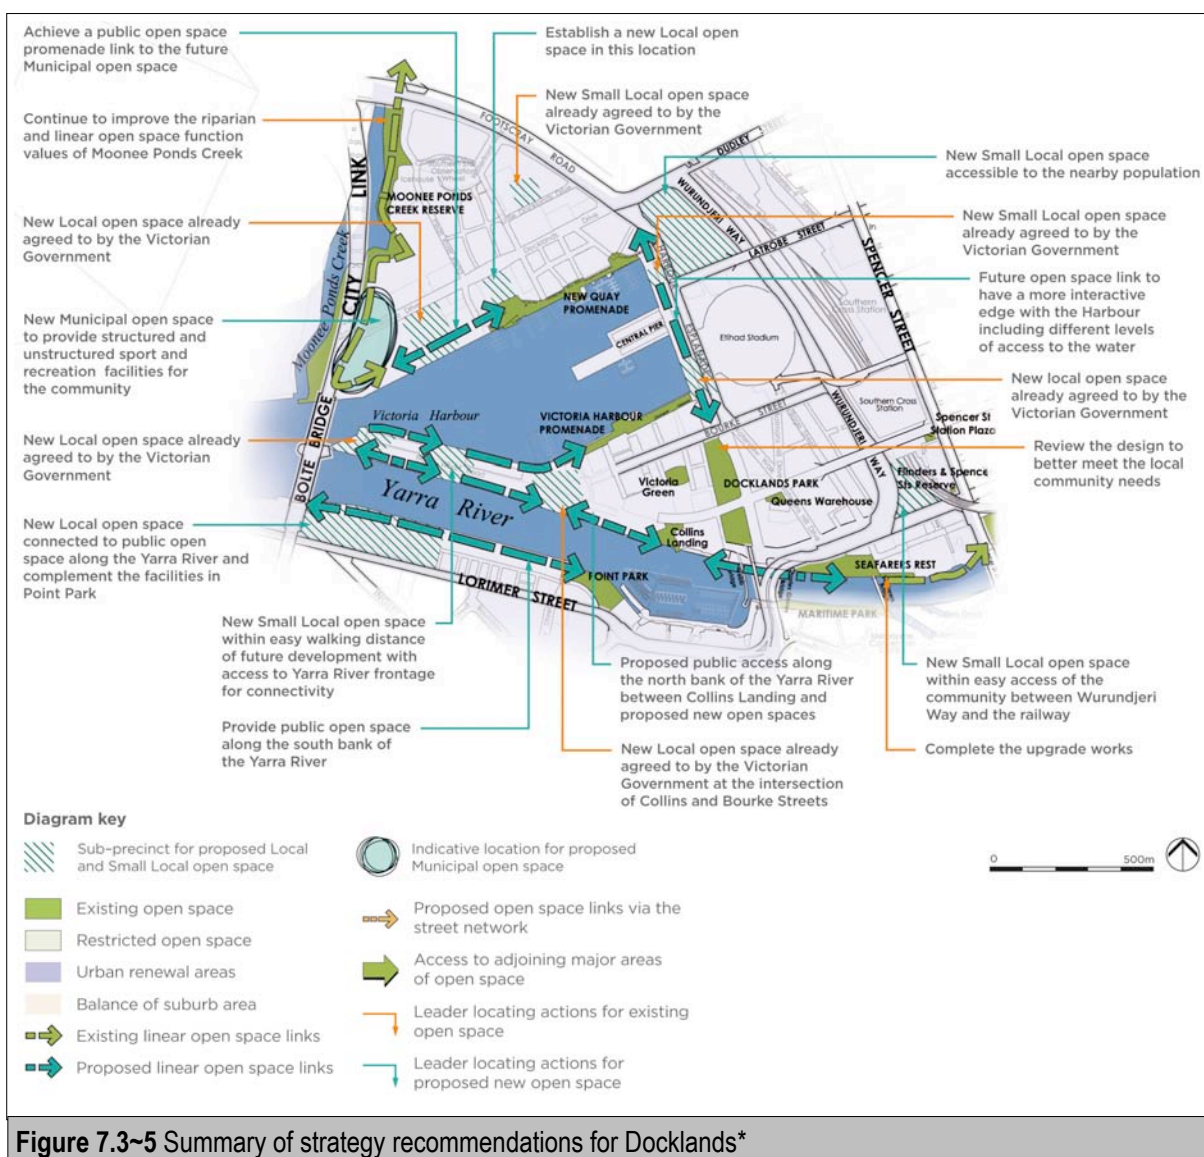 Achieve a public open space
promenade link to the future
Municipal open space
Establish a new Local open
space in this location
New Small Local open space
already agreed to by the
Victorian Government
Continue to improve the riparian
and linear open space function
values of Moonee Ponds Creek
New Small Local open space
accessible to the nearby population
New Local open space already
agreed to by the Victorian
Government
New Small Local open space
already agreed to by the
Victorian Government
Future open space link to
have a more interactive
edge with the Harbour
including different levels
of access to the water
New Municipal open space
to provide structured and
unstructured sport and
recreation facilities for
the community
New local open space
already agreed to by the
Victorian Government
New Local open space already
agreed to by the Victorian
Government
Review the design to
better meet the local
community needs
New Local open space
connected to public open
space along the Yarra River and
complement the facilities in
Point Park
FOOTSCRAY ROAD
DUDLEY STREET
WURUNDJERI WAY
LATROBE STREET
SPENCER STREET
CITY LINK
MOONEE PONDS
CREEK RESERVE
Moonee Ponds Creek
NEW QUAY
PROMENADE
CENTRAL PIER
HARBOUR ESPLANADE
Etihad Stadium
Southern
Cross Station
Southern Cross
Station
BOLTE BRIDGE
Victoria Harbour
VICTORIA HARBOUR
PROMENADE
BOURKE STREET
WURUNDJERI WAY
Spencer St
Station Plaza
Yarra River
Victoria
Green
DOCKLANDS PARK
Queens Warehouse
Flinders & Spence
Sts Reserve
Collins
Landing
SEAFARERS REST
POINT PARK
LORIMER STREET
MARITIME PARK
New Small Local open space
within easy walking distance
of future development with
access to Yarra River frontage
for connectivity
Provide public open space
along the south bank of
the Yarra River
Proposed public access along
the north bank of the Yarra River
between Collins Landing and
proposed new open spaces
New Local open space already
agreed to by the Victorian
Government at the intersection
of Collins and Bourke Streets
New Small Local open space
within easy access of the
community between Wurundjeri
Way and the railway
Complete the upgrade works
Diagram key
Sub-precinct for proposed Local
and Small Local open space
Existing open space
Restricted open space
Urban renewal areas
Balance of suburb area
Existing linear open space links
Proposed linear open space links
Indicative location for proposed
Municipal open space
Proposed open space links via the
street network
Access to adjoining major areas
of open space
Leader locating actions for existing
open space
Leader locating actions for
proposed new open space
0 500m
Figure 7.3~5 Summary of strategy recommendations for Docklands*